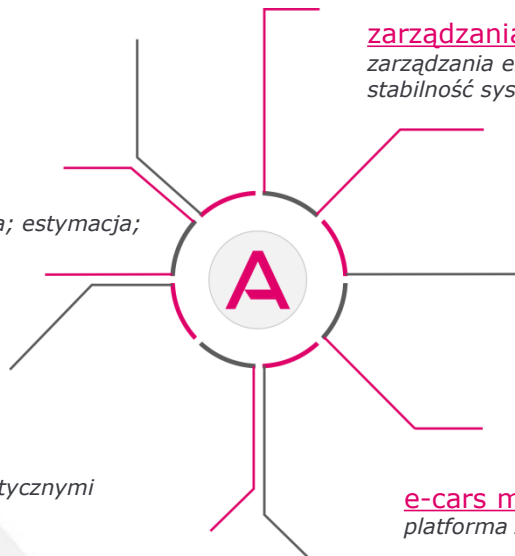 zarządzania
zarządzania e
stabilność sys
a; estymacja;
A
tycznymi
e-cars m
platforma